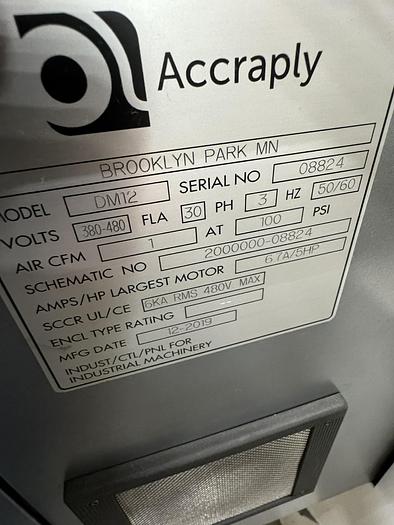 Accraply
BROOKLYN PARK MN
MODEL DM12 SERIAL NO 08824
VOLTS 380-480 FLA 30 PH 3 HZ 50/60
AIR CFM 1 AT 100 PSI
SCHEMATIC NO 2000000-08824
AMPS/HP LARGEST MOTOR 6.7A/5HP
SCCR UL/CE 6KA RMS 480V MAX
ENCL TYPE RATING --
MFG DATE 12-2019
INDUST/CTL/PNL FOR
INDUSTRIAL MACHINERY